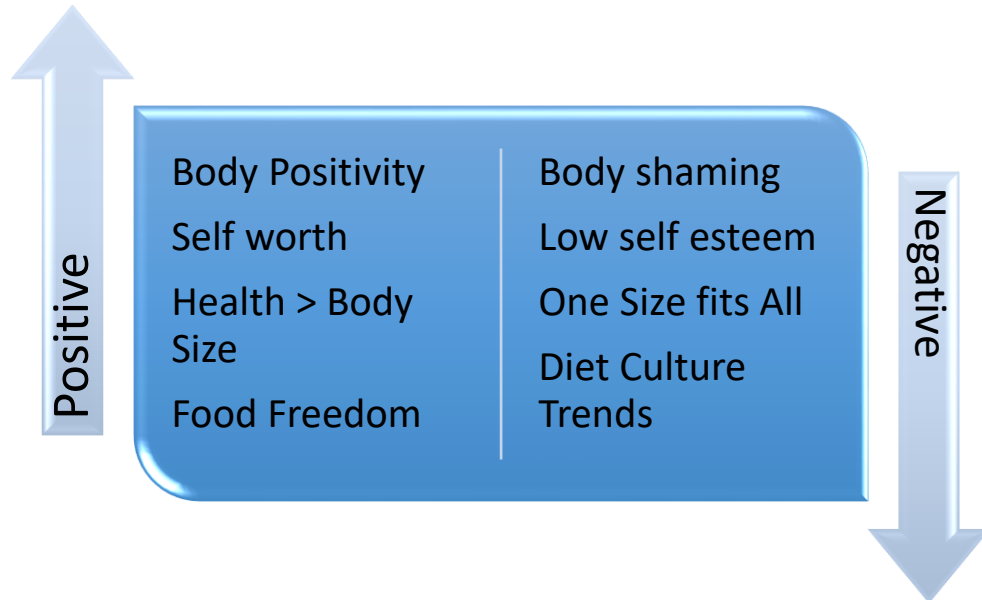 Positive
Body Positivity
Self worth
Health > Body
Size
Food Freedom
Body shaming
Low self esteem
One Size fits All
Diet Culture
Trends
Negative